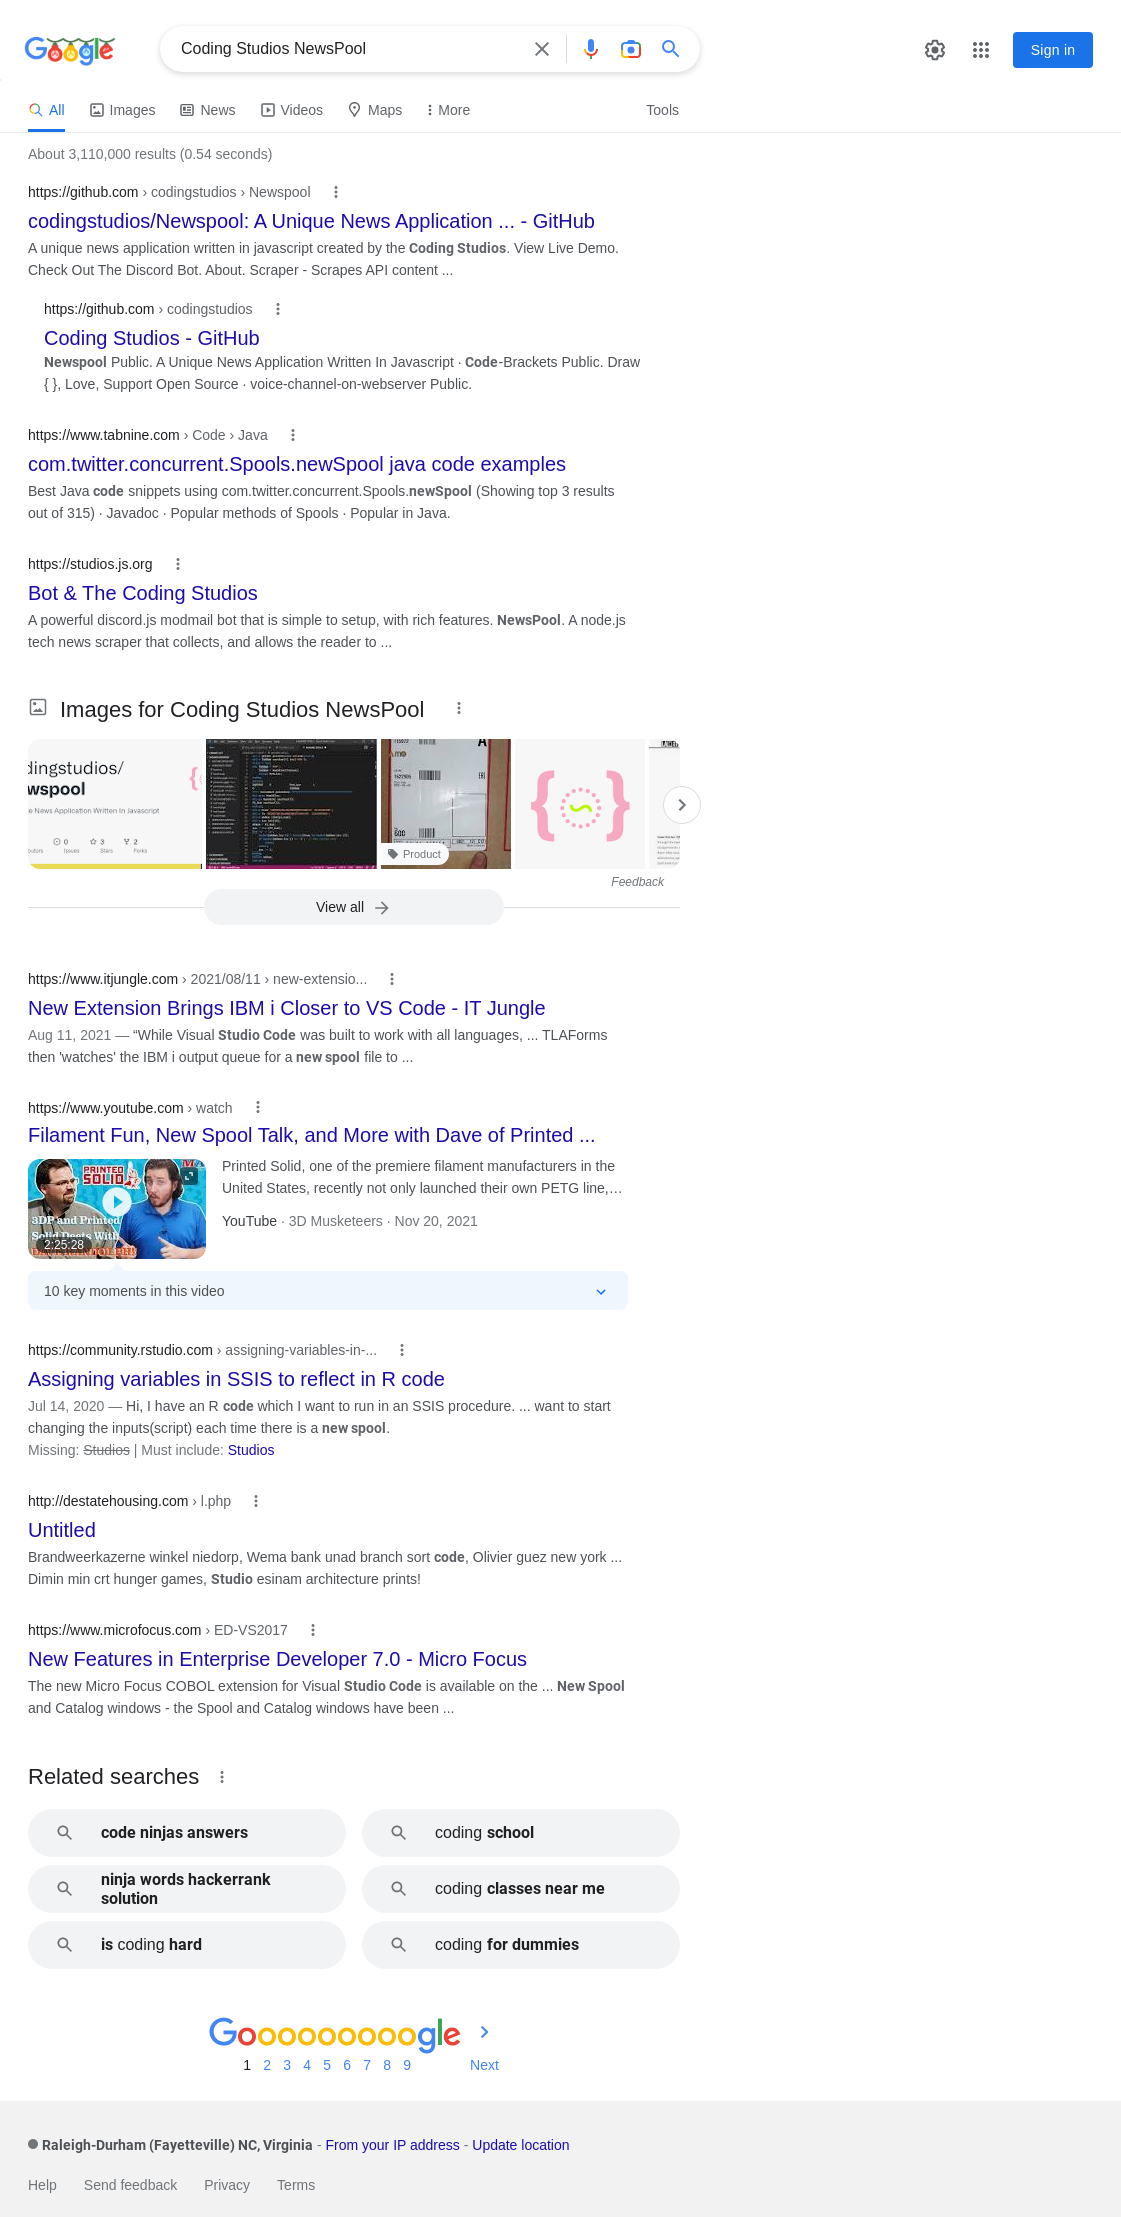 Google
Coding Studios NewsPool
Sign in
All
Images
News
Videos
Maps
More
Tools
About 3,110,000 results (0.54 seconds)
https://github.com › codingstudios › Newspool
codingstudios/Newspool: A Unique News Application ... - GitHub
A unique news application written in javascript created by the Coding Studios. View Live Demo.
Check Out The Discord Bot. About. Scraper - Scrapes API content ...
https://github.com › codingstudios
Coding Studios - GitHub
Newspool Public. A Unique News Application Written In Javascript · Code-Brackets Public. Draw
{ }, Love, Support Open Source · voice-channel-on-webserver Public.
https://www.tabnine.com › Code › Java
com.twitter.concurrent.Spools.newSpool java code examples
Best Java code snippets using com.twitter.concurrent.Spools.newSpool (Showing top 3 results
out of 315) · Javadoc · Popular methods of Spools · Popular in Java.
https://studios.js.org
Bot & The Coding Studios
A powerful discord.js modmail bot that is simple to setup, with rich features. NewsPool. A node.js
tech news scraper that collects, and allows the reader to ...
Images for Coding Studios NewsPool
dingstudios/
wspool
e News Application Written In Javascript
0
3
2
Issues
Stars
Forks
Product
Feedback
View all
https://www.itjungle.com › 2021/08/11 › new-extensio...
New Extension Brings IBM i Closer to VS Code - IT Jungle
Aug 11, 2021 — “While Visual Studio Code was built to work with all languages, ... TLAForms
then 'watches' the IBM i output queue for a new spool file to ...
https://www.youtube.com › watch
Filament Fun, New Spool Talk, and More with Dave of Printed ...
PRINTED
SOLID
3DP and Printed
Solid Deets With
2:25:28
Printed Solid, one of the premiere filament manufacturers in the
United States, recently not only launched their own PETG line,...
YouTube · 3D Musketeers · Nov 20, 2021
10 key moments in this video
https://community.rstudio.com › assigning-variables-in-...
Assigning variables in SSIS to reflect in R code
Jul 14, 2020 — Hi, I have an R code which I want to run in an SSIS procedure. ... want to start
changing the inputs(script) each time there is a new spool.
Missing: Studios | Must include: Studios
http://destatehousing.com › l.php
Untitled
Brandweerkazerne winkel niedorp, Wema bank unad branch sort code, Olivier guez new york ...
Dimin min crt hunger games, Studio esinam architecture prints!
https://www.microfocus.com › ED-VS2017
New Features in Enterprise Developer 7.0 - Micro Focus
The new Micro Focus COBOL extension for Visual Studio Code is available on the ... New Spool
and Catalog windows - the Spool and Catalog windows have been ...
Related searches
code ninjas answers
coding school
ninja words hackerrank
solution
coding classes near me
is coding hard
coding for dummies
Gooooooooogle
1 2 3 4 5 6 7 8 9 Next
Raleigh-Durham (Fayetteville) NC, Virginia - From your IP address - Update location
Help
Send feedback
Privacy
Terms